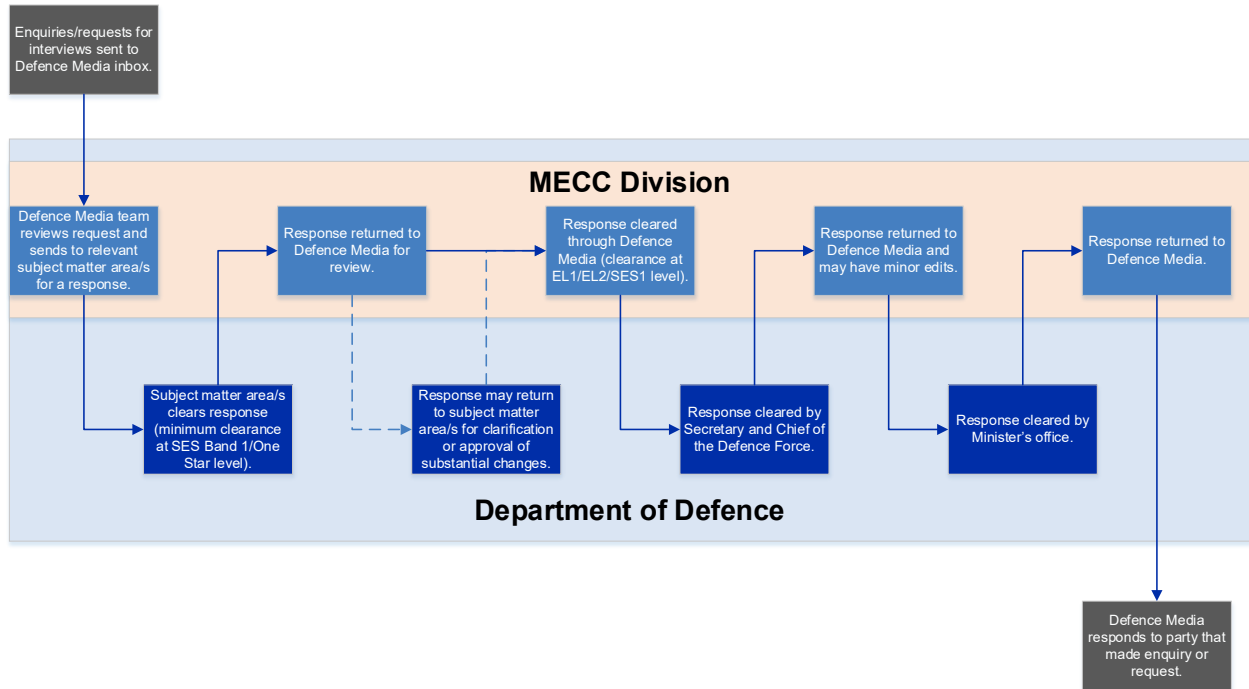 Enquiries/requests for
interviews sent to
Defence Media inbox.
MECC Division
Defence Media team
reviews request and
sends to relevant
subject matter area/s
for a response.
Response returned to
Defence Media for
review.
Response cleared
through Defence
Media (clearance at
EL1/EL2/SES1 level).
Response returned to
Defence Media and
may have minor edits.
Response returned to
Defence Media.
Subject matter area/s
clears response
(minimum clearance
at SES Band 1/One
Star level).
Response may return
to subject matter
area/s for clarification
or approval of
substantial changes.
Response cleared by
Secretary and Chief of
the Defence Force.
Response cleared by
Minister's office.
Department of Defence
Defence Media
responds to party that
made enquiry or
request.